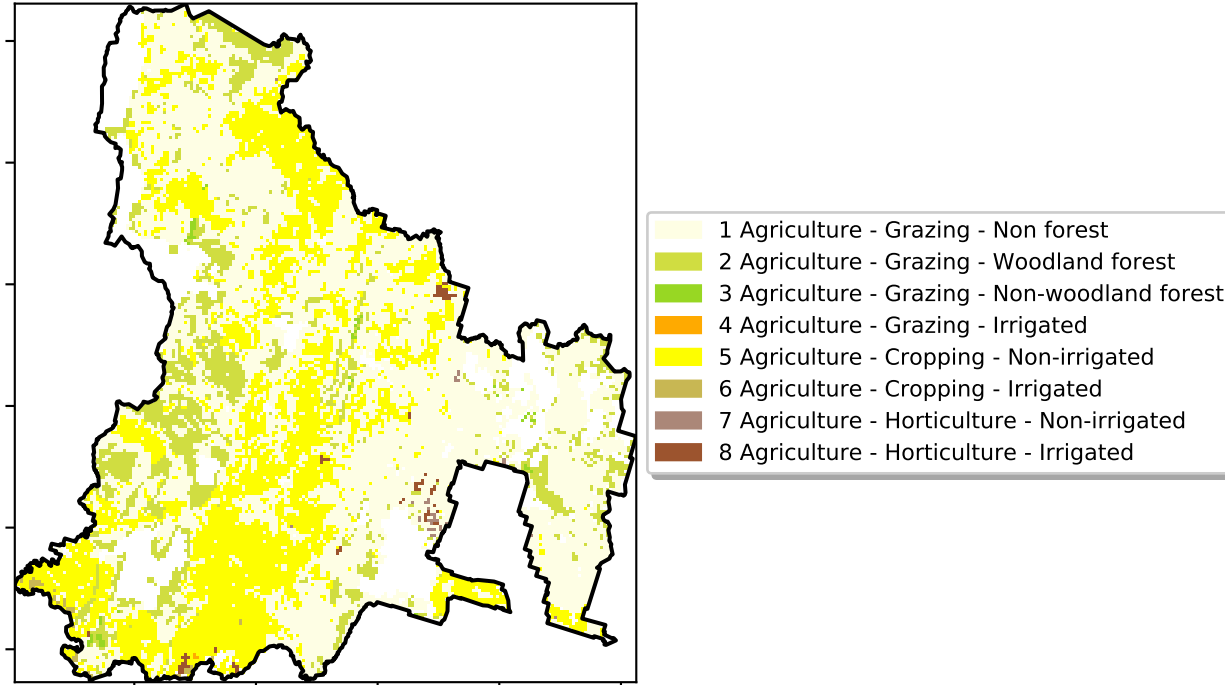 1 Agriculture - Grazing - Non forest
2 Agriculture - Grazing - Woodland forest
3 Agriculture - Grazing - Non-woodland forest
4 Agriculture - Grazing - Irrigated
5 Agriculture - Cropping - Non-irrigated
6 Agriculture - Cropping - Irrigated
7 Agriculture - Horticulture - Non-irrigated
8 Agriculture - Horticulture - Irrigated